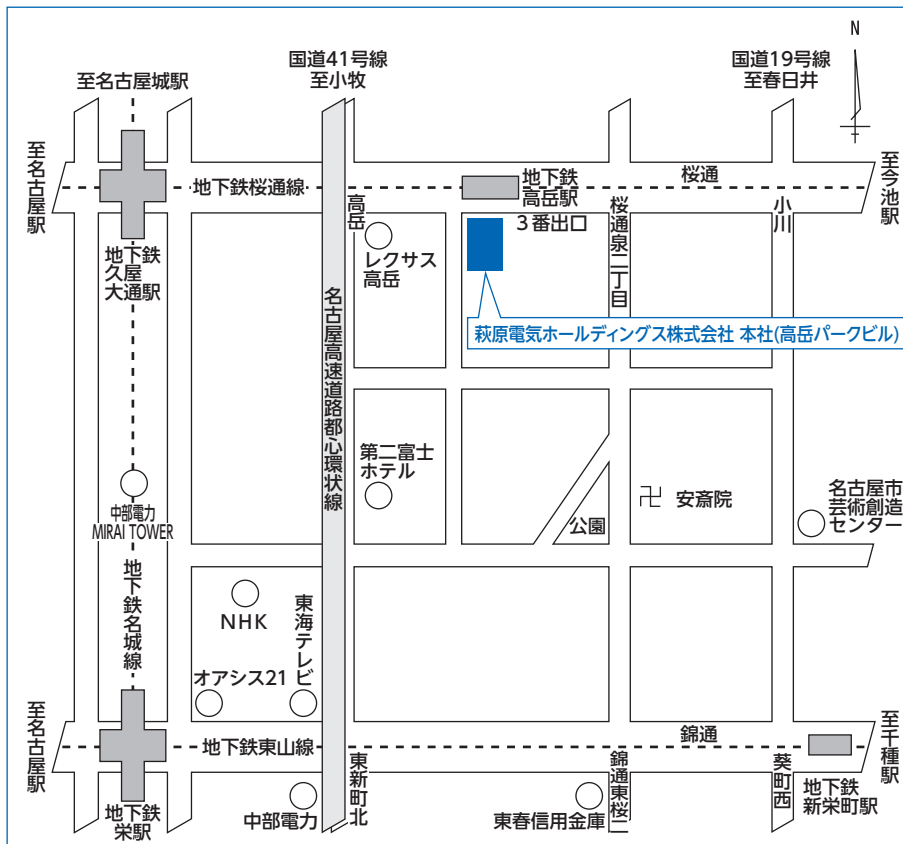 N
国道41号線
至小牧
国道19号線
至春日井
至名古屋城駅
至名古屋駅
地下鉄桜通線
地下鉄
高岳駅
桜通
至今池駅
3番出口
高岳
桜通泉二丁目
小川
地下鉄
久屋
大通駅
レクサス
高岳
萩原電気ホールディングス株式会社 本社(高岳パークビル)
名古屋高速道路都心環状線
第二富士
ホテル
中部電力
MIRAI TOWER
公園
卍 安斎院
名古屋市
芸術創造
センター
地下鉄名城線
NHK
東海テレビ
オアシス21
至名古屋駅
地下鉄東山線
錦通
至千種駅
地下鉄
栄駅
中部電力
東新町北
東春信用金庫
錦通東桜二
葵町西
地下鉄
新栄町駅